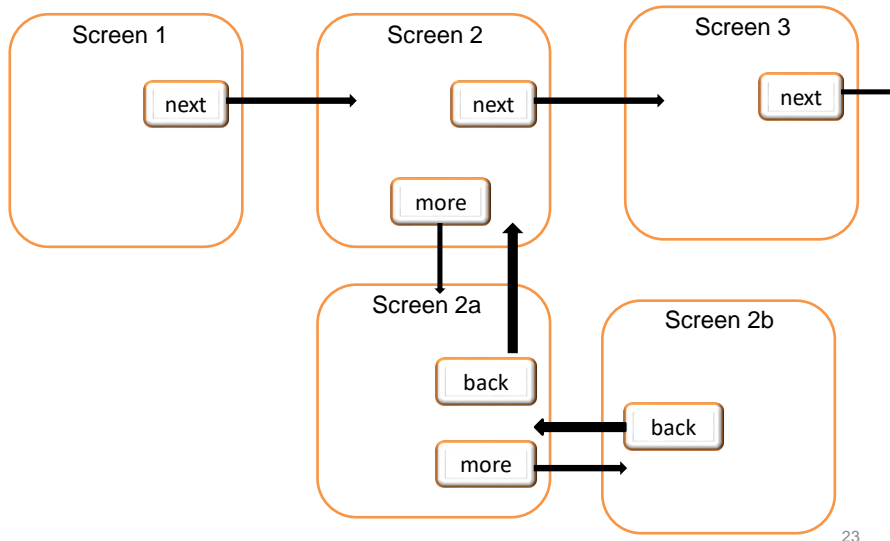 Screen 1
next
Screen 2
next
more
Screen 3
next
Screen 2a
back
more
Screen 2b
back
23